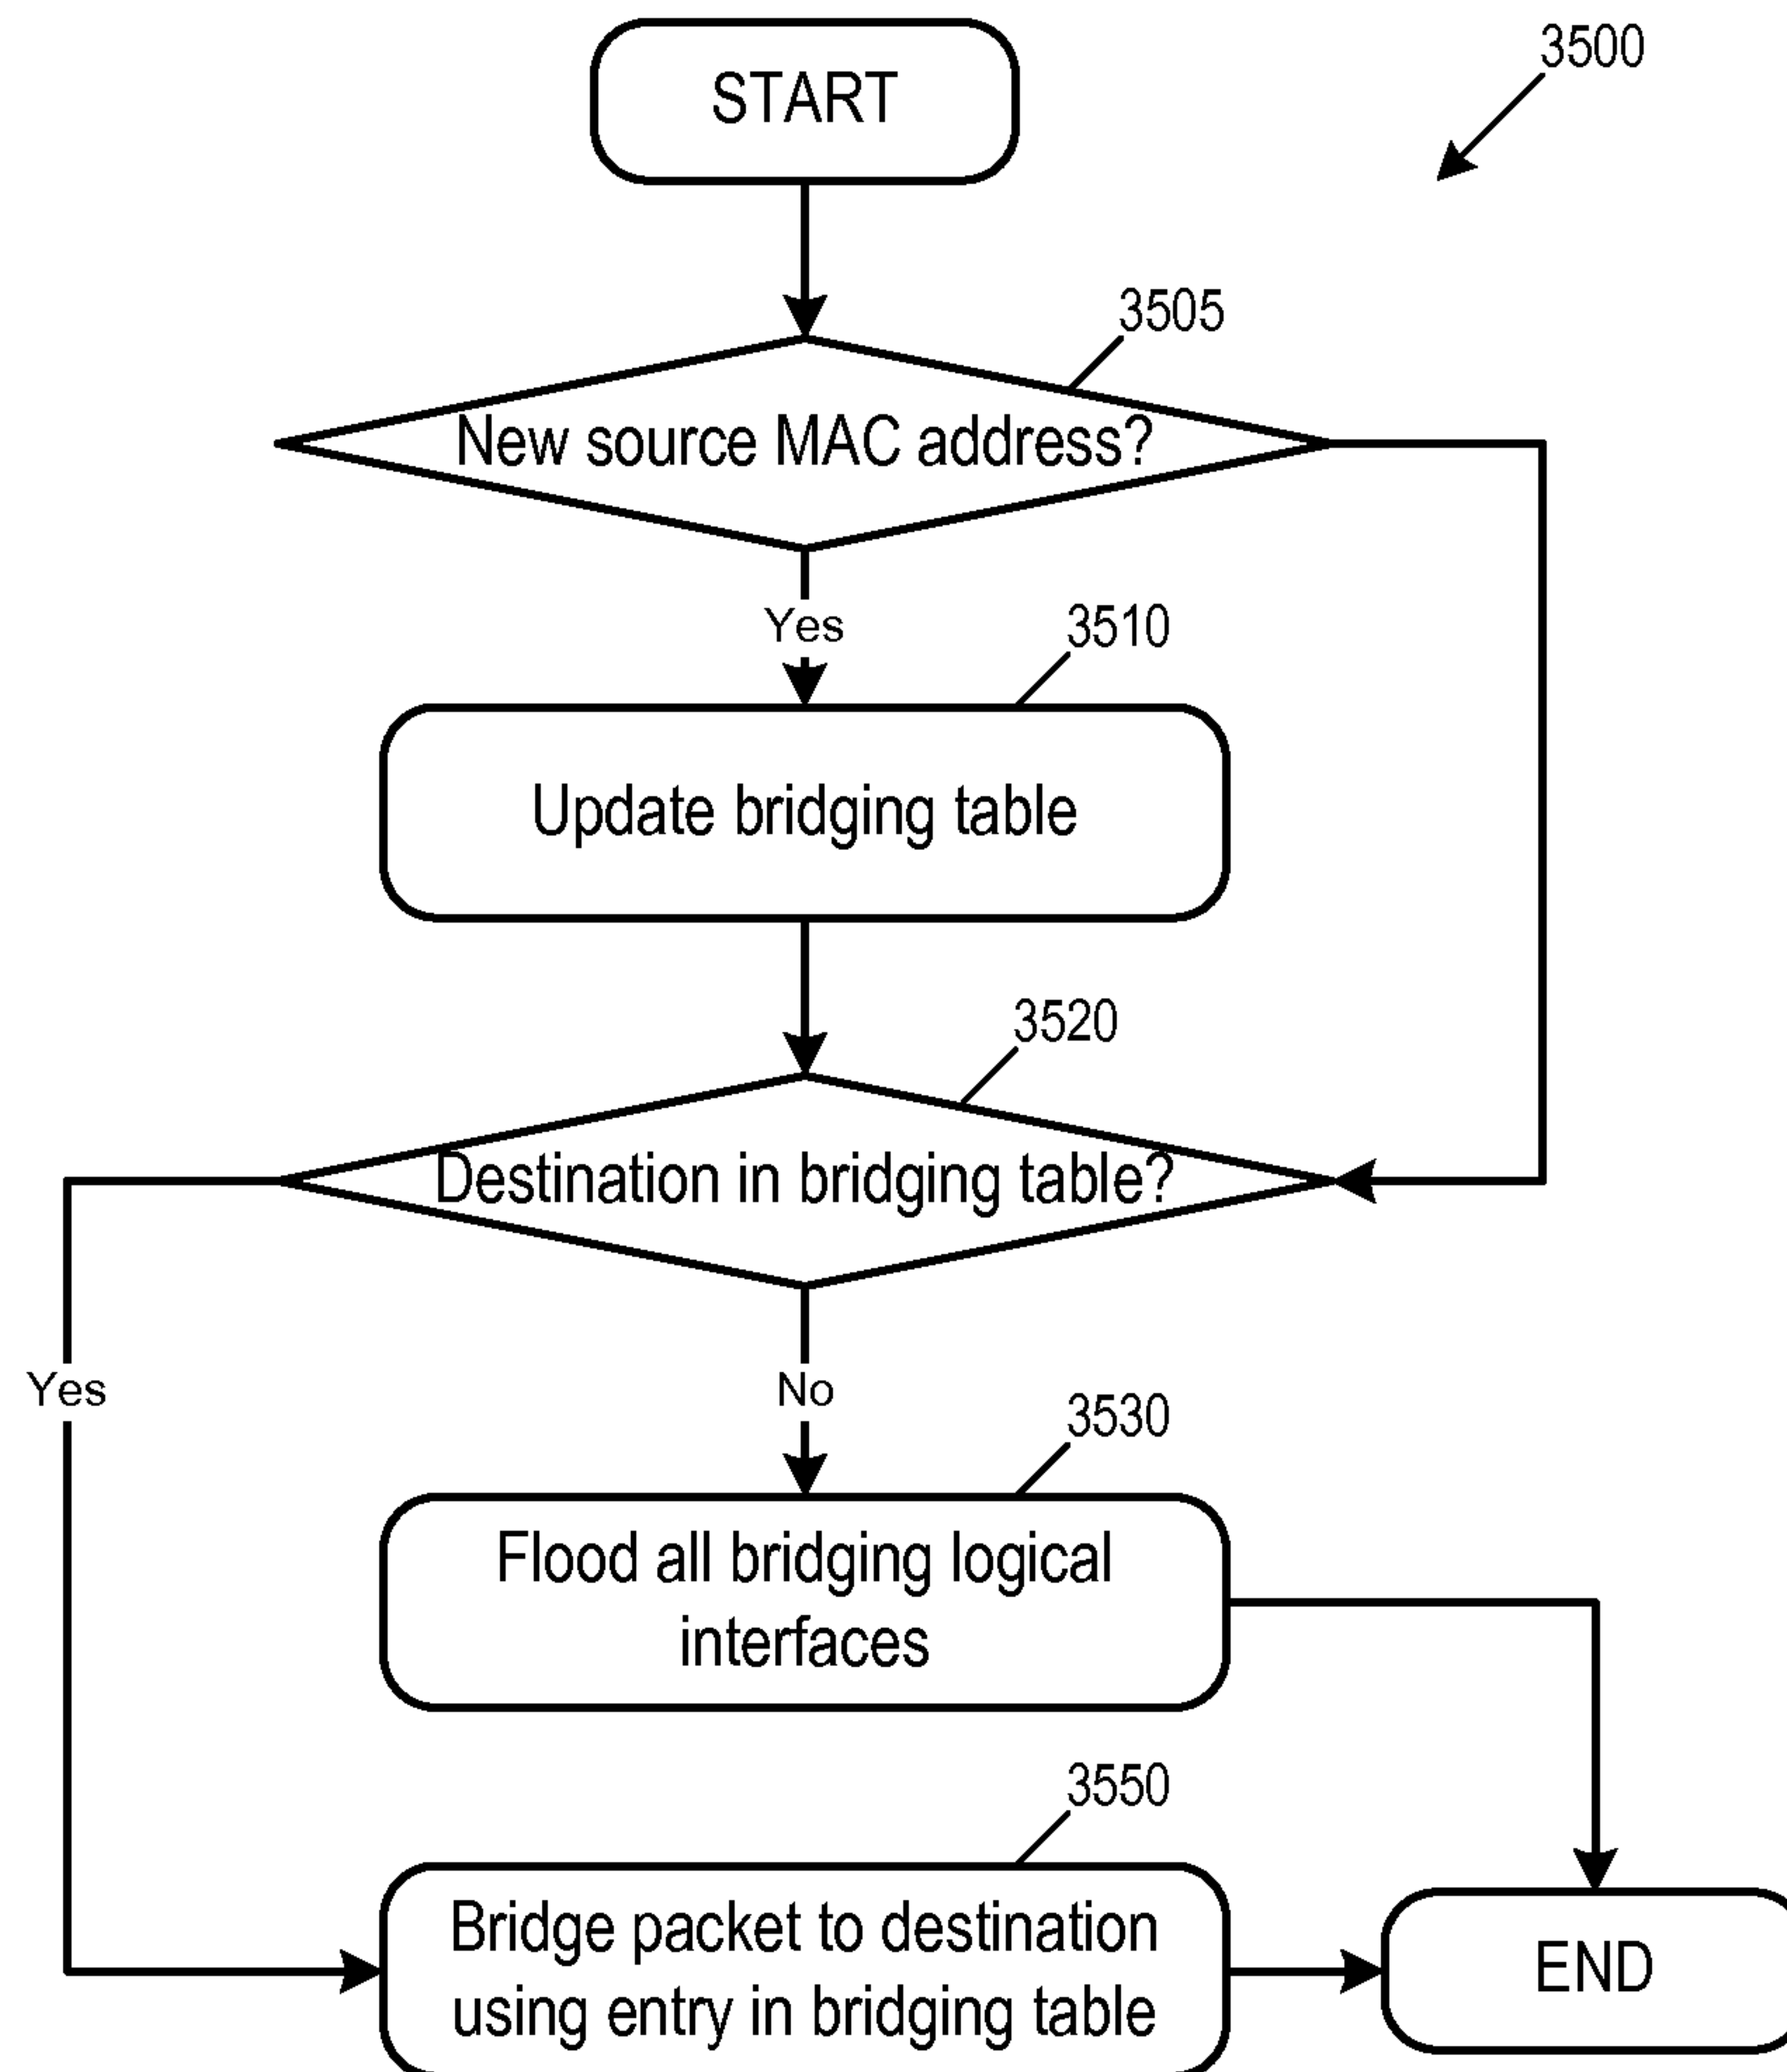 START
3500
3505
New source MAC address?
Yes
3510
Update bridging table
3520
Destination in bridging table?
Yes
No
3530
Flood all bridging logical
interfaces
3550
Bridge packet to destination
using entry in bridging table
END